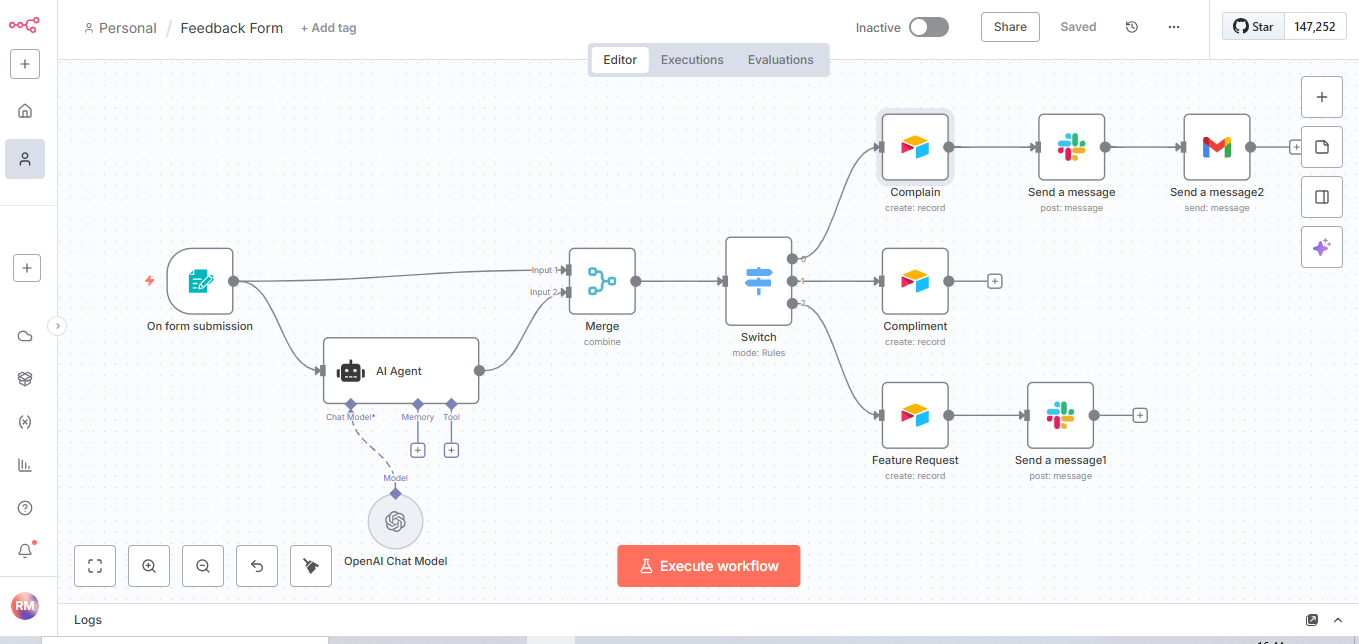 Personal / Feedback Form + Add tag
Inactive
Share
Saved
Star 147,252
Editor Executions Evaluations
On form submission
AI Agent
Chat Model*
Memory
Tool
Model
OpenAI Chat Model
Input 1
Input 2
Merge
combine
0
1
2
Switch
mode: Rules
Complain
create: record
Send a message
post: message
Send a message2
send: message
Compliment
create: record
Feature Request
create: record
Send a message1
post: message
Execute workflow
RM
Logs